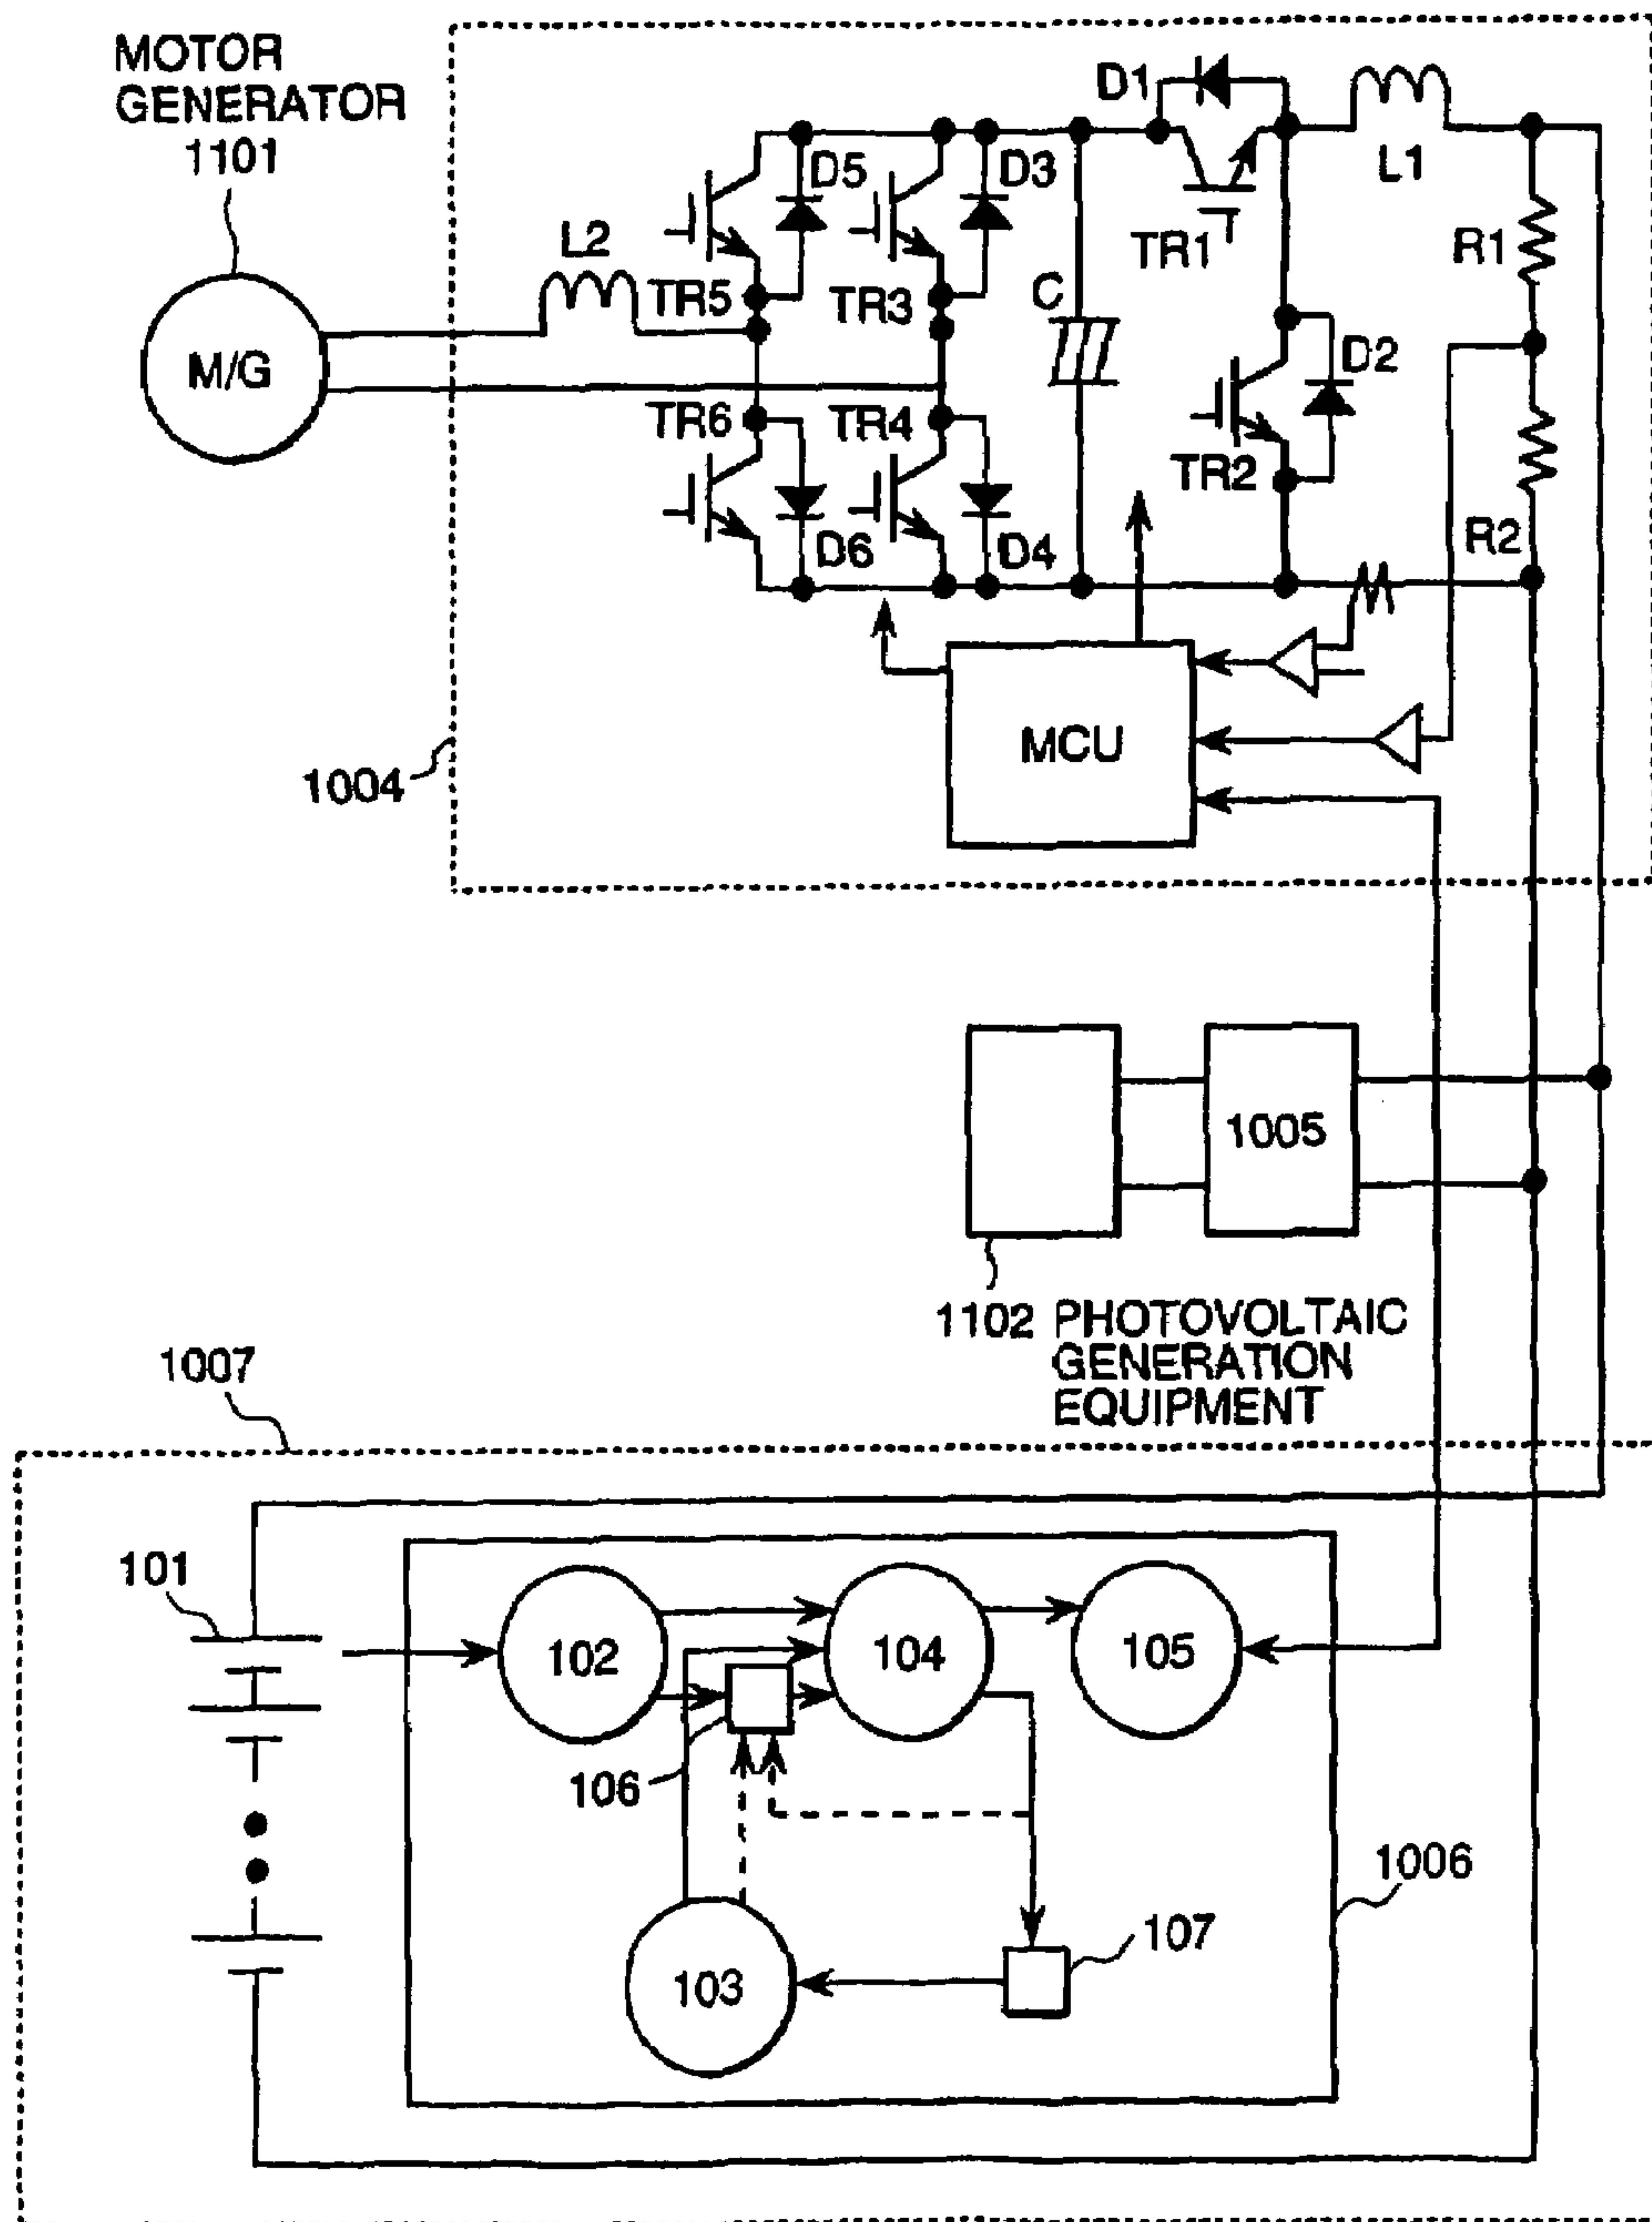 MOTOR
GENERATOR
1101
M/G
L2
D5
D3
D1
TR1
L1
R1
TR5
TR3
C
D2
TR6
TR4
TR2
R2
D6
D4
MCU
1004
1005
1102 PHOTOVOLTAIC
GENERATION
EQUIPMENT
1007
101
102
104
105
106
1006
107
103